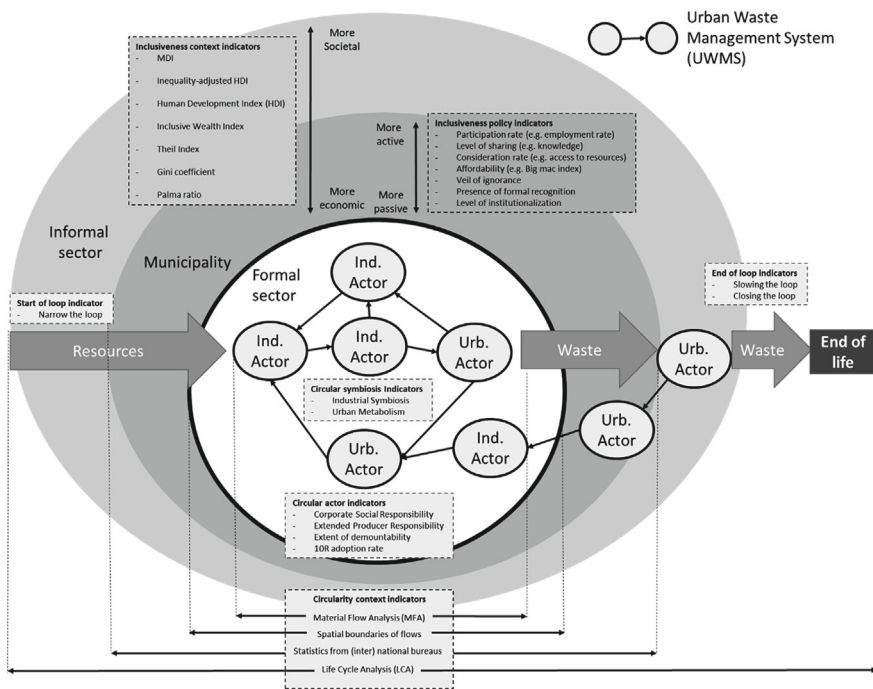 Urban Waste
Management System
(UWMS)
Inclusiveness context indicators
- MDI
- Inequality-adjusted HDI
- Human Development Index (HDI)
- Inclusive Wealth Index
- Theil Index
- Gini coefficient
- Palma ratio
More
Societal
More
economic
More
active
More
passive
Inclusiveness policy indicators
- Participation rate (e.g. employment rate)
- Level of sharing (e.g. knowledge)
- Consideration rate (e.g. access to resources)
- Affordability (e.g. Big mac index)
- Veil of ignorance
- Presence of formal recognition
- Level of institutionalization
Informal
sector
Municipality
Formal
sector
Start of loop indicator
- Narrow the loop
End of loop indicators
- Slowing the loop
- Closing the loop
Resources
Ind.
Actor
Ind.
Actor
Ind.
Actor
Urb.
Actor
Waste
Urb.
Actor
Waste
End of
life
Circular symbiosis Indicators
- Industrial Symbiosis
- Urban Metabolism
Urb.
Actor
Ind.
Actor
Urb.
Actor
Circular actor indicators
- Corporate Social Responsibility
- Extended Producer Responsibility
- Extent of demountability
- 10R adoption rate
Circularity context indicators
Material Flow Analysis (MFA)
Spatial boundaries of flows
Statistics from (inter) national bureaus
Life Cycle Analysis (LCA)